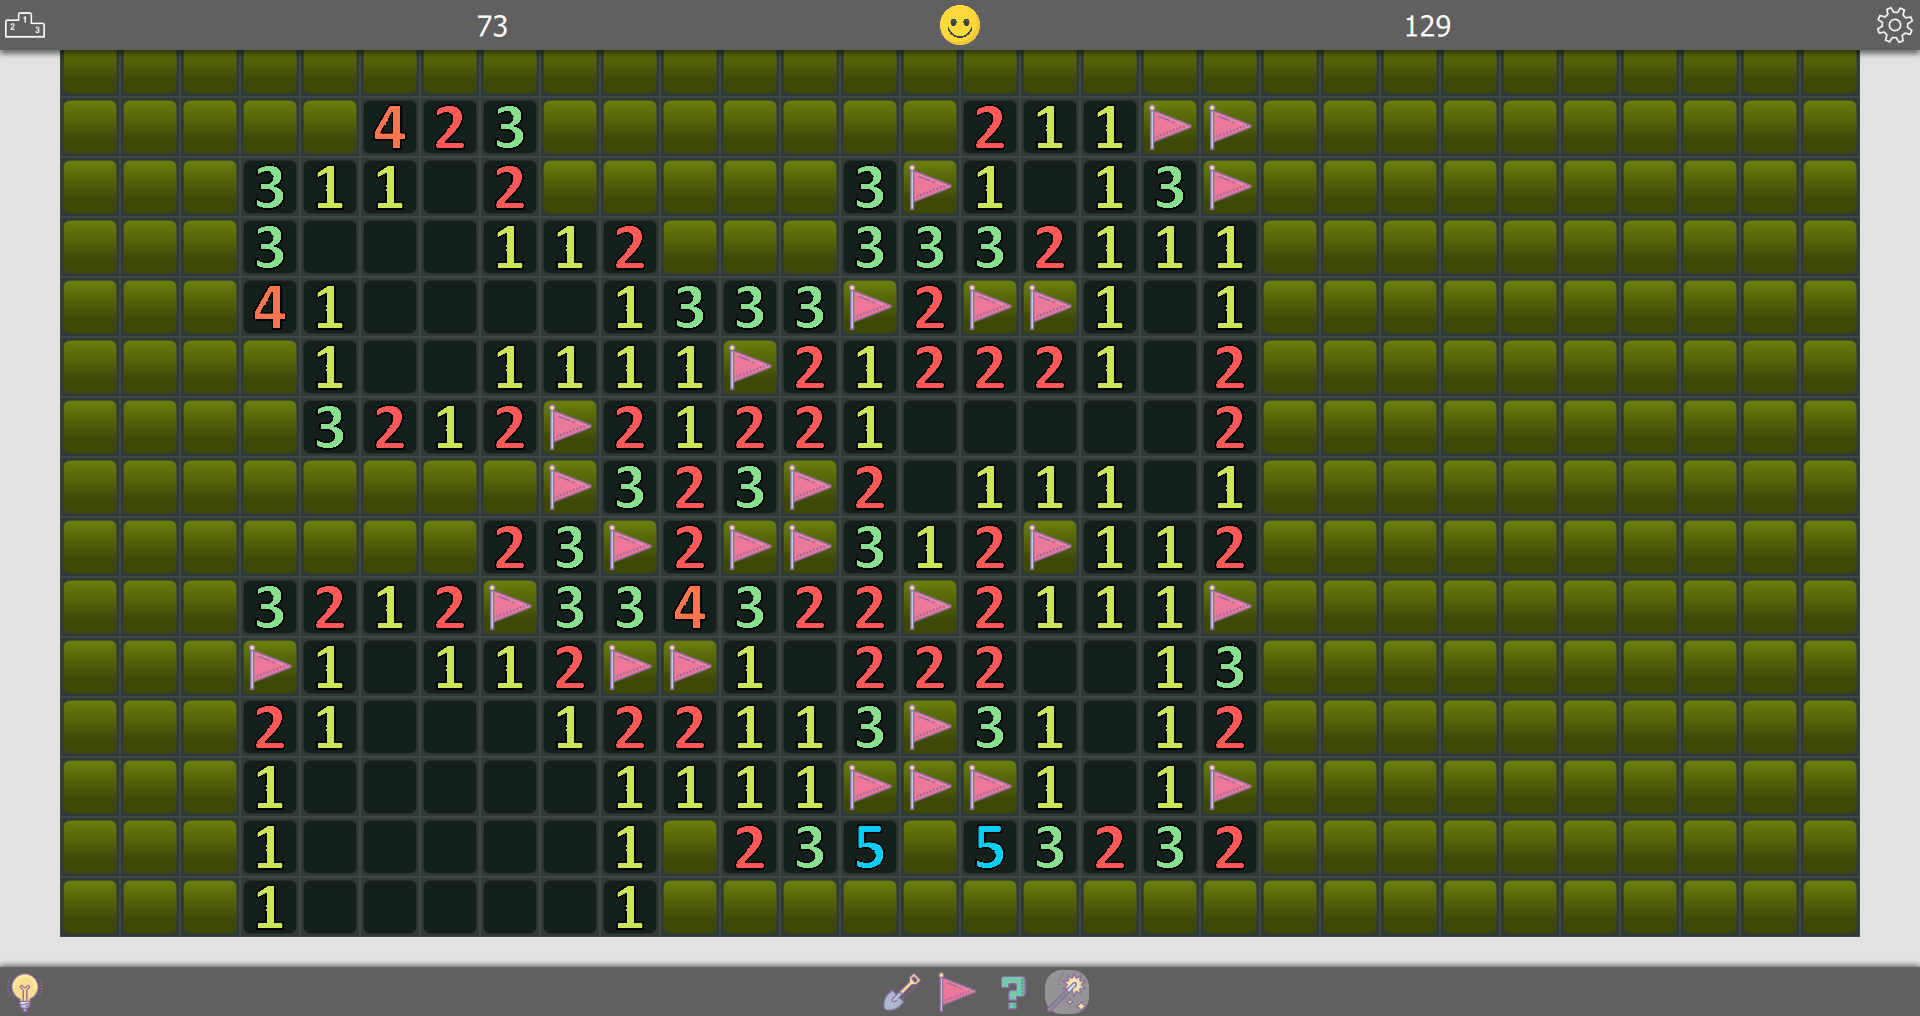 2 1 3 73 129
4 2 3 2 1 1
3 1 1 2 3 1 1 3
3 1 1 2 3 3 3 2 1 1 1
4 1 1 3 3 3 2 1 1
1 1 1 1 1 2 1 2 2 2 1 2
3 2 1 2 2 1 2 2 1 2
3 2 3 2 1 1 1 1
2 3 2 3 1 2 1 1 2
3 2 1 2 3 3 4 3 2 2 2 1 1 1
1 1 1 2 1 2 2 2 1 3
2 1 1 2 2 1 1 3 3 1 1 2
1 1 1 1 1 1 1
1 1 2 3 5 5 3 2 3 2
1 1
?